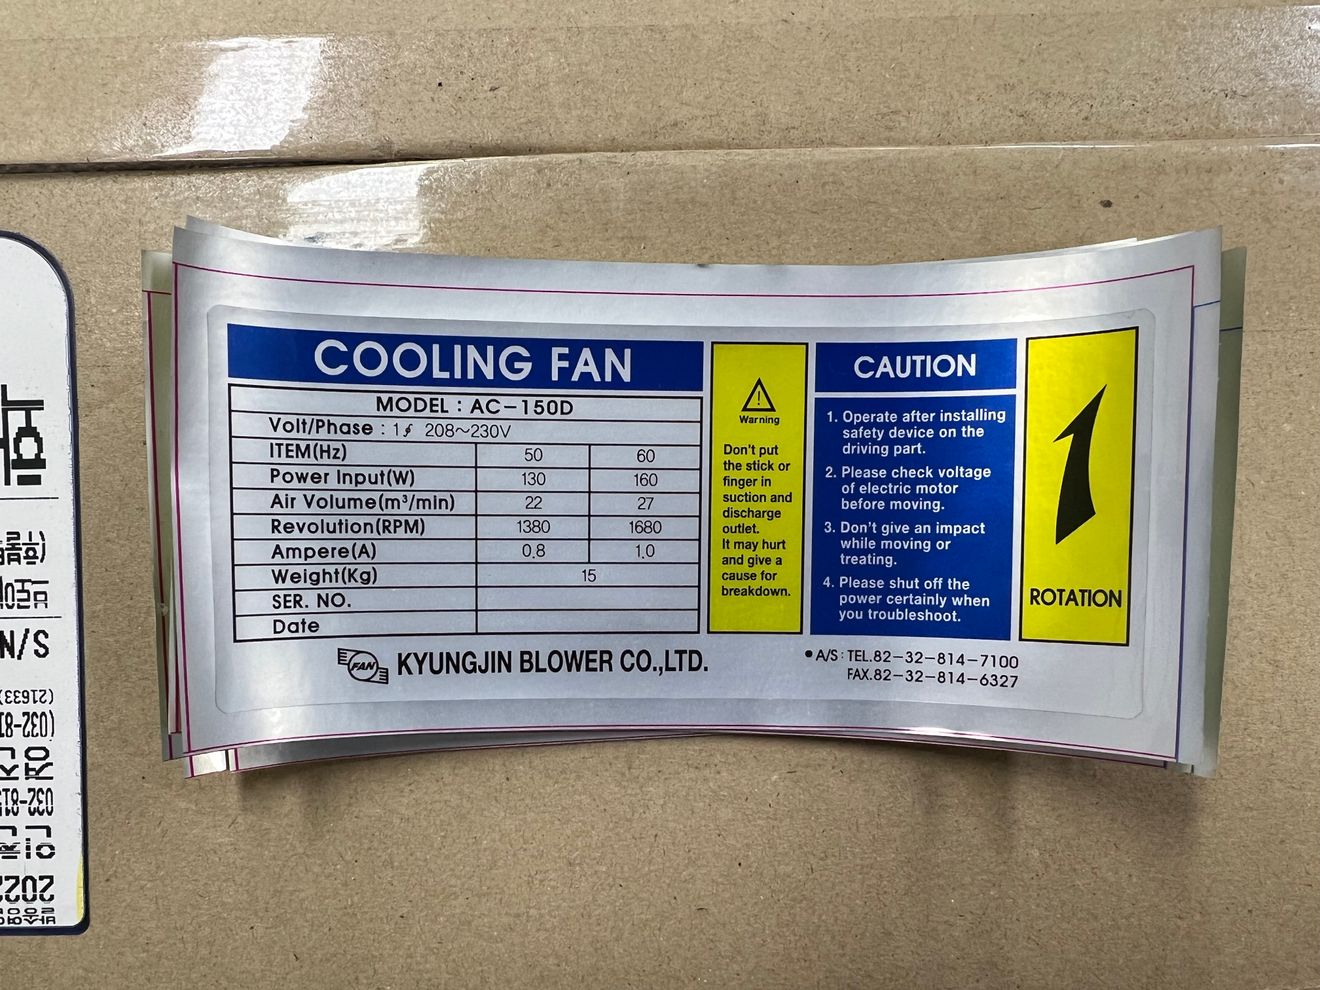 COOLING FAN
MODEL : AC-150D
Volt/Phase : 1∮ 208~230V
ITEM(Hz) 50 60
Power Input(W) 130 160
Air Volume(m³/min) 22 27
Revolution(RPM) 1380 1680
Ampere(A) 0.8 1.0
Weight(Kg) 15
SER. NO.
Date
FAN
KYUNGJIN BLOWER CO.,LTD.
Warning
Don't put
the stick or
finger in
suction and
discharge
outlet.
It may hurt
and give a
cause for
breakdown.
CAUTION
1. Operate after installing
safety device on the
driving part.
2. Please check voltage
of electric motor
before moving.
3. Don't give an impact
while moving or
treating.
4. Please shut off the
power certainly when
you troubleshoot.
ROTATION
• A/S : TEL.82-32-814-7100
FAX.82-32-814-6327
S/N
(21633)
(032-81
032-815
202